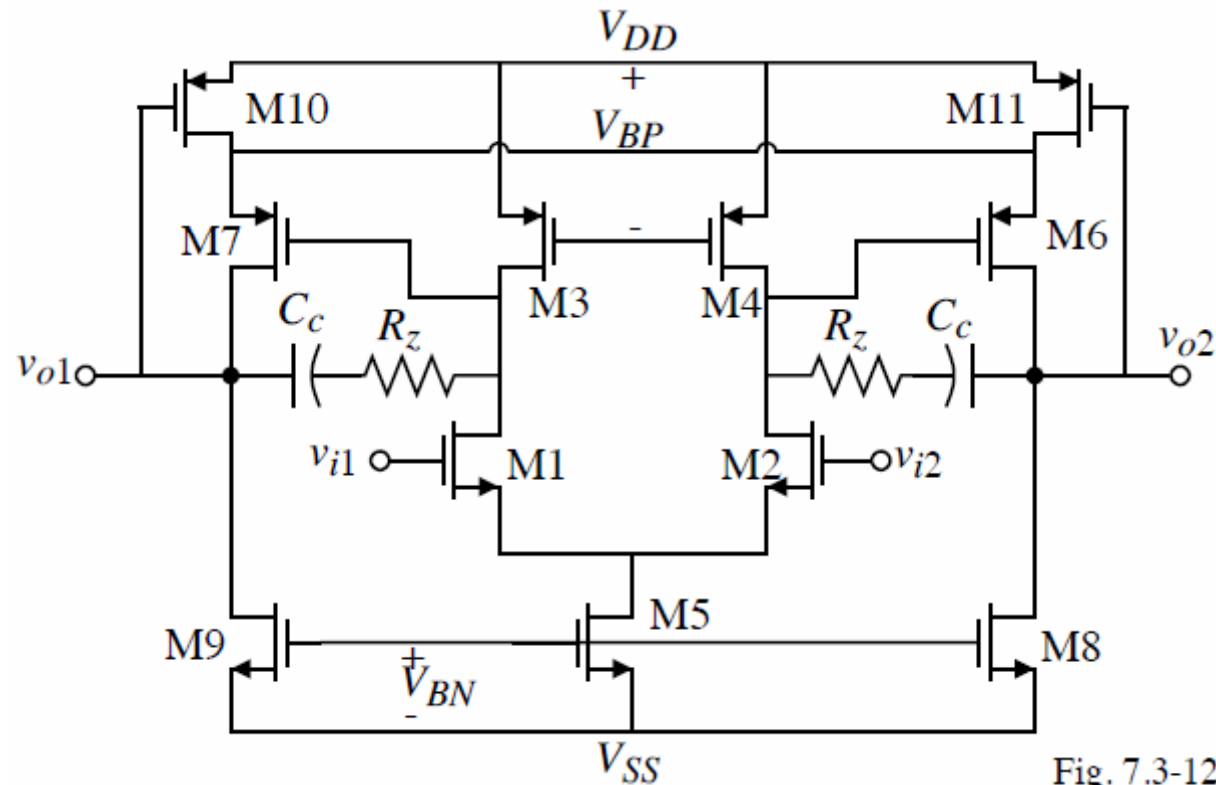 VDD
+
M10
VBP
M11
M7
-
M6
M3
M4
Cc
Rz
Rz
Cc
vo1
vo2
vi1
M1
M2
vi2
M9
+
VBN
-
M5
M8
VSS
Fig. 7.3-12